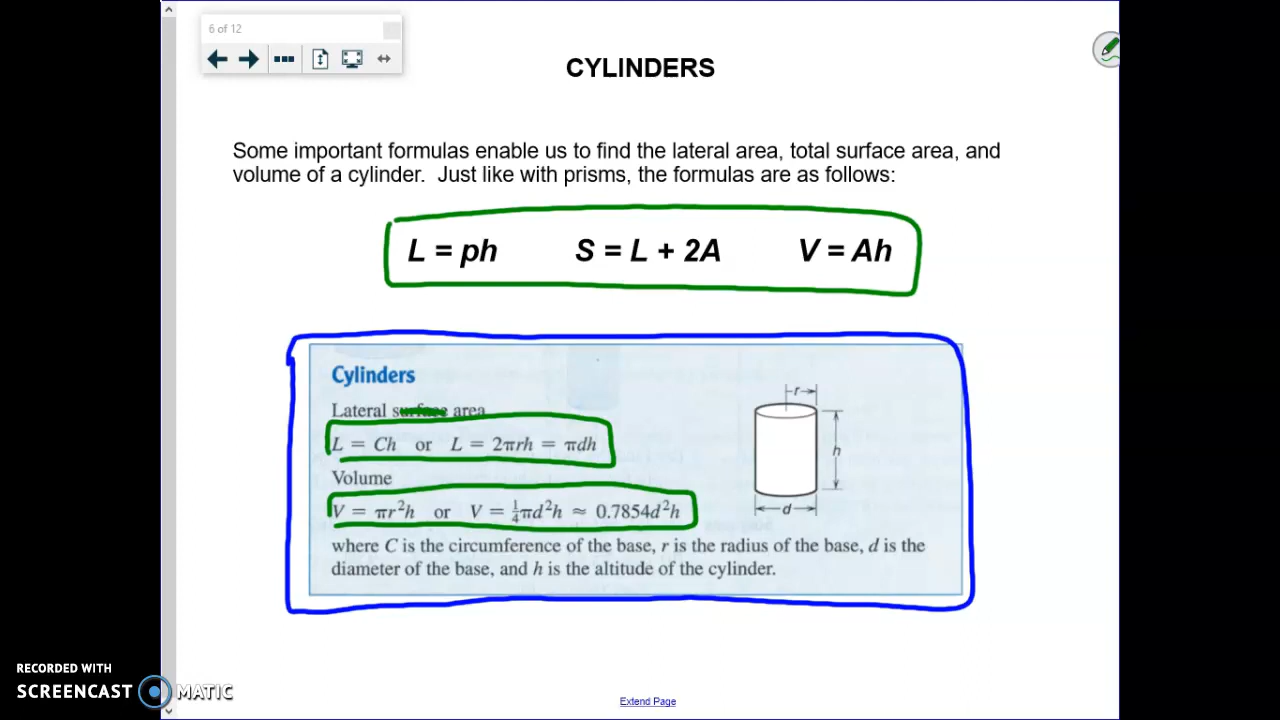 6 of 12
CYLINDERS
Some important formulas enable us to find the lateral area, total surface area, and
volume of a cylinder.  Just like with prisms, the formulas are as follows:
L = ph S = L + 2A V = Ah
Cylinders
Lateral surface area
L = Ch or L = 2πrh = πdh
Volume
V = πr²h or V = ¼πd²h ≈ 0.7854d²h
where C is the circumference of the base, r is the radius of the base, d is the
diameter of the base, and h is the altitude of the cylinder.
r
h
d
RECORDED WITH
SCREENCAST MATIC
Extend Page